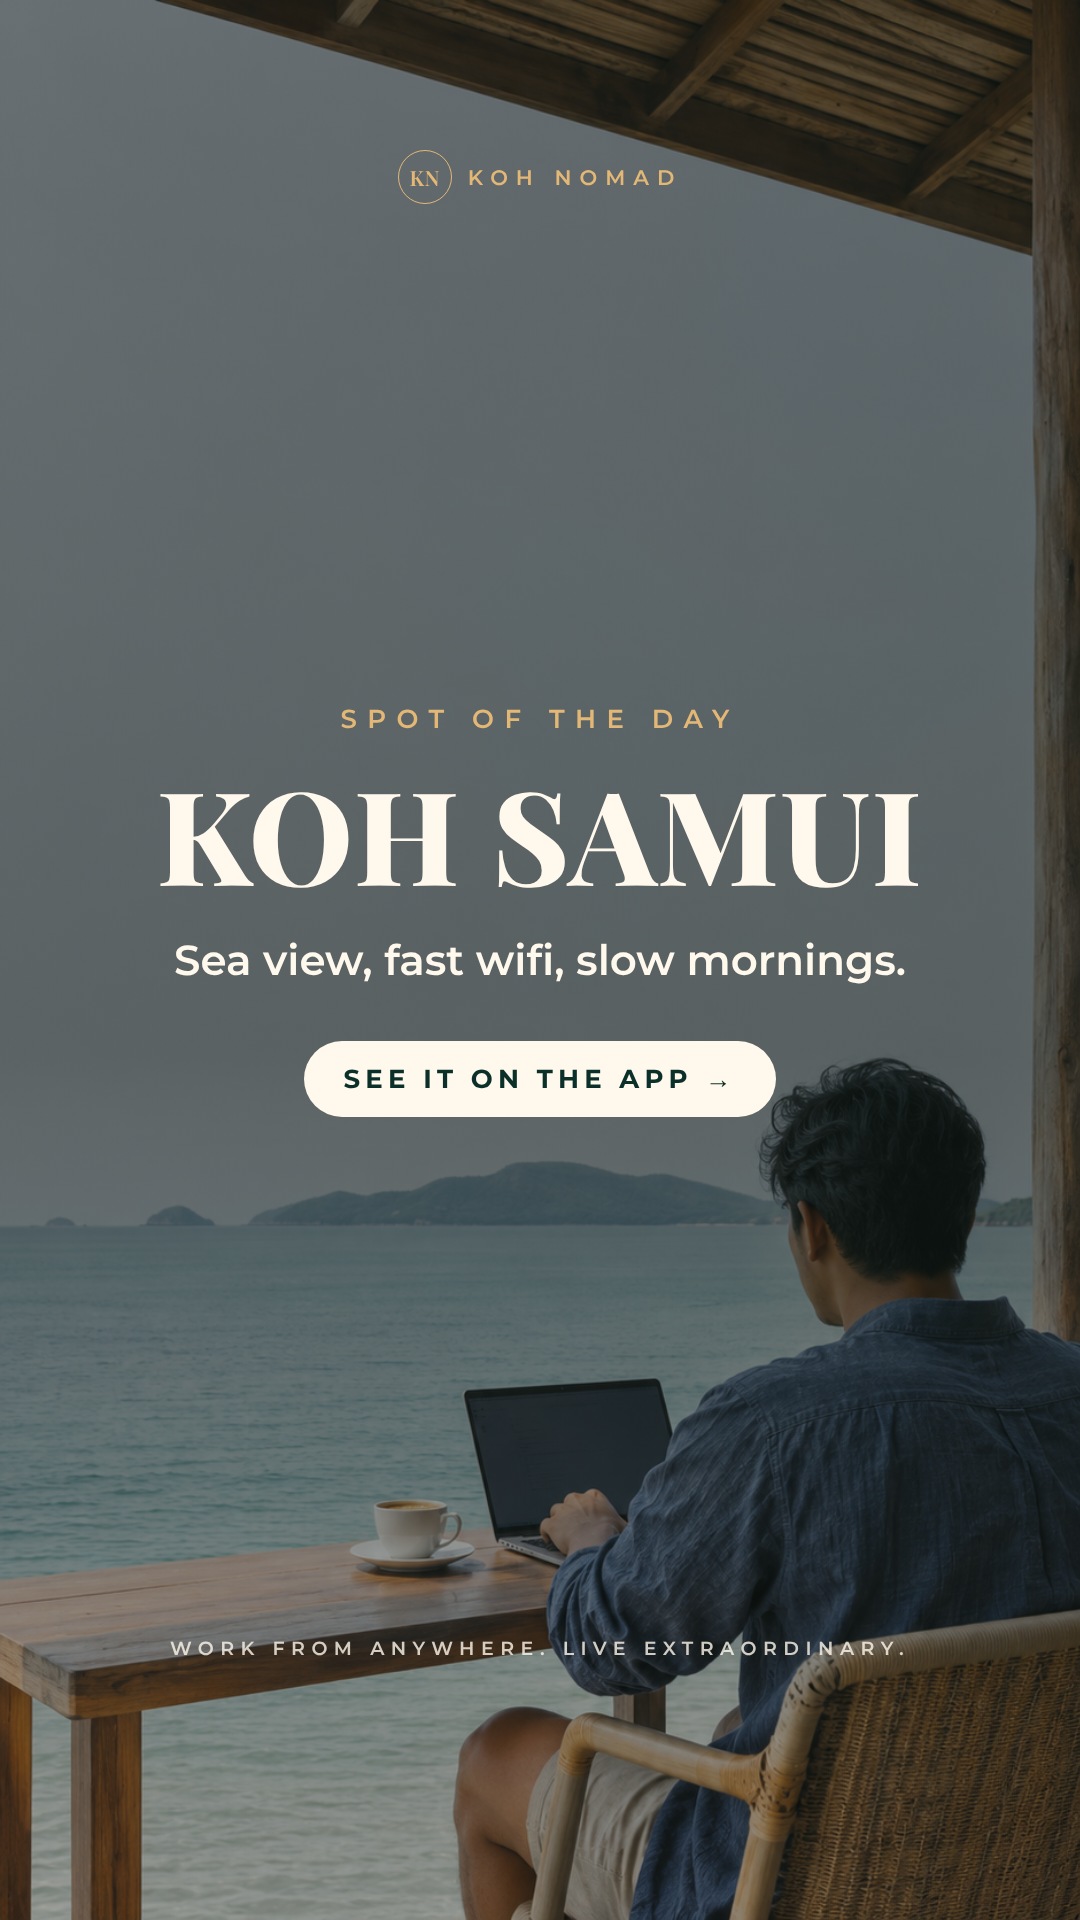 KN KOH NOMAD
SPOT OF THE DAY
KOH SAMUI
Sea view, fast wifi, slow mornings.
SEE IT ON THE APP →
WORK FROM ANYWHERE. LIVE EXTRAORDINARY.